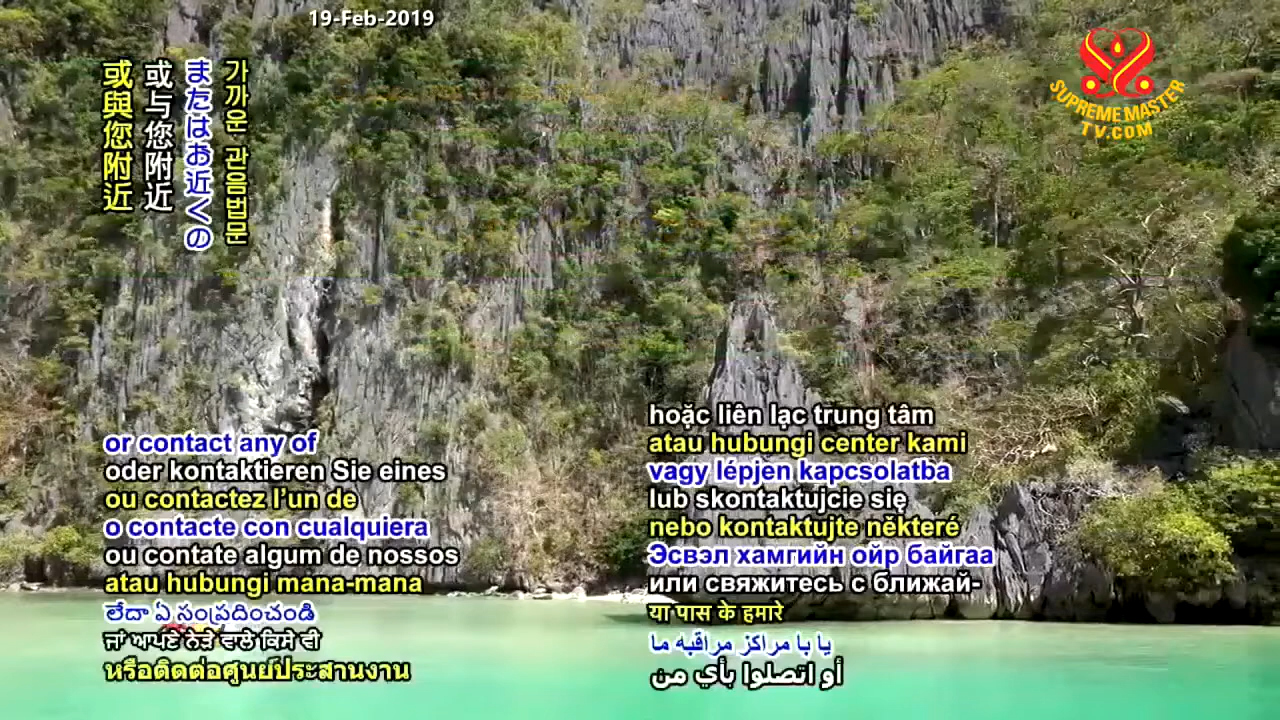 19-Feb-2019
SUPREME MASTER
TV.COM
或與您附近
或与您附近
またはお近くの
가까운 관음법문
or contact any of
oder kontaktieren Sie eines
ou contactez l'un de
o contacte con cualquiera
ou contate algum de nossos
atau hubungi mana-mana
లేదా ఏ సంప్రదించండి
ਜਾਂ ਆਪਣੇ ਨੇੜੇ ਵਾਲੇ ਕਿਸੇ ਵੀ
หรือติดต่อศูนย์ประสานงาน
hoặc liên lạc trung tâm
atau hubungi center kami
vagy lépjen kapcsolatba
lub skontaktujcie się
nebo kontaktujte některé
Эсвэл хамгийн ойр байгаа
или свяжитесь с ближай-
या पास के हमारे
یا با مراکز مراقبه ما
أو اتصلوا بأي من